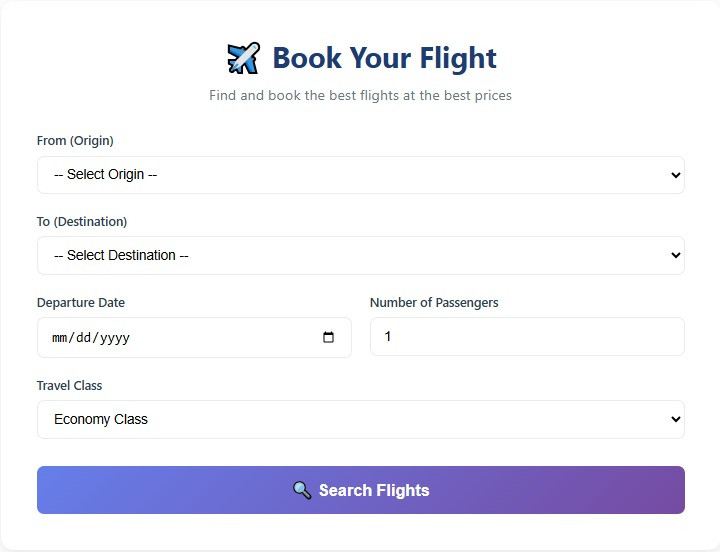 Book Your Flight
Find and book the best flights at the best prices
From (Origin)
-- Select Origin --
To (Destination)
-- Select Destination --
Departure Date
mm/dd/yyyy
Number of Passengers
1
Travel Class
Economy Class
Search Flights